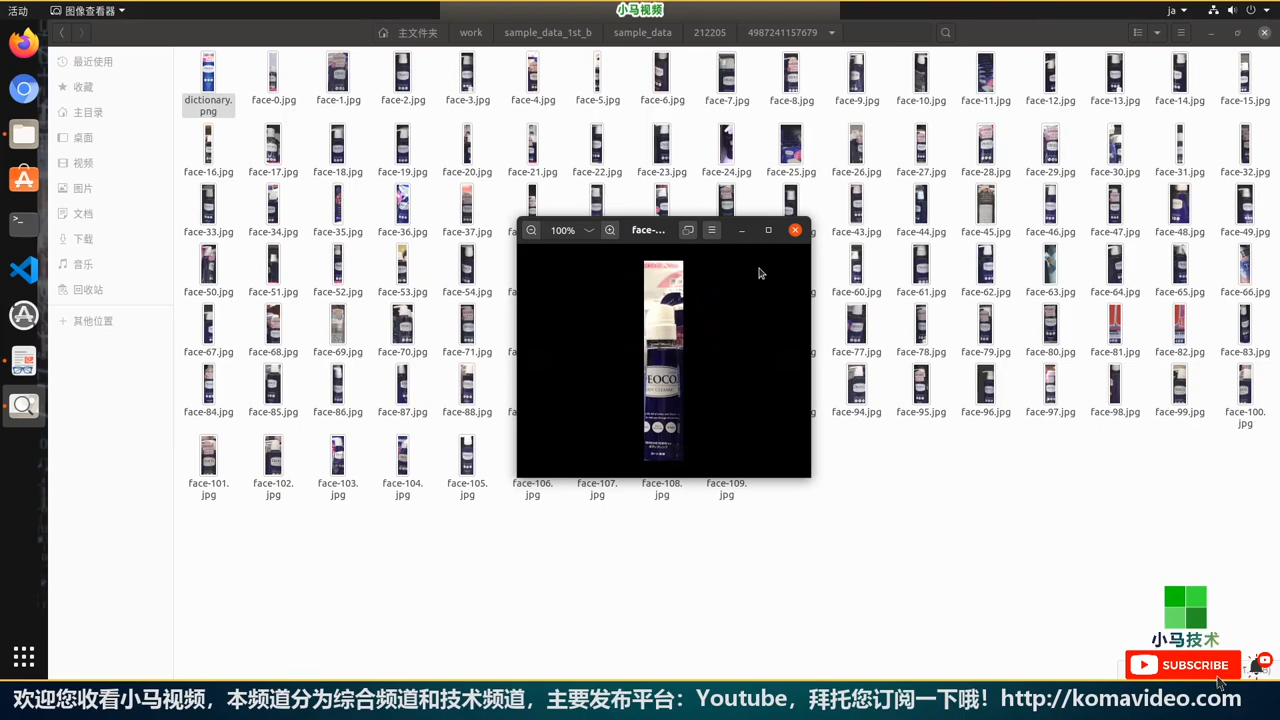 小马视频
活动
图像查看器
ja
主文件夹
work
sample_data_1st_b
sample_data
212205
4987241157679
最近使用
收藏
主目录
桌面
视频
图片
文档
下载
音乐
回收站
其他位置
dictionary.png
face-0.jpg
face-1.jpg
face-2.jpg
face-3.jpg
face-4.jpg
face-5.jpg
face-6.jpg
face-7.jpg
face-8.jpg
face-9.jpg
face-10.jpg
face-11.jpg
face-12.jpg
face-13.jpg
face-14.jpg
face-15.jpg
face-16.jpg
face-17.jpg
face-18.jpg
face-19.jpg
face-20.jpg
face-21.jpg
face-22.jpg
face-23.jpg
face-24.jpg
face-25.jpg
face-26.jpg
face-27.jpg
face-28.jpg
face-29.jpg
face-30.jpg
face-31.jpg
face-32.jpg
face-33.jpg
face-34.jpg
face-35.jpg
face-36.jpg
face-37.jpg
face-43.jpg
face-44.jpg
face-45.jpg
face-46.jpg
face-47.jpg
face-48.jpg
face-49.jpg
face-50.jpg
face-51.jpg
face-52.jpg
face-53.jpg
face-54.jpg
face-60.jpg
face-61.jpg
face-62.jpg
face-63.jpg
face-64.jpg
face-65.jpg
face-66.jpg
face-67.jpg
face-68.jpg
face-69.jpg
face-70.jpg
face-71.jpg
face-77.jpg
face-78.jpg
face-79.jpg
face-80.jpg
face-81.jpg
face-82.jpg
face-83.jpg
face-84.jpg
face-85.jpg
face-86.jpg
face-87.jpg
face-88.jpg
face-94.jpg
face-95.jpg
face-96.jpg
face-97.jpg
face-98.jpg
face-99.jpg
face-100.jpg
face-101.jpg
face-102.jpg
face-103.jpg
face-104.jpg
face-105.jpg
face-106.jpg
face-107.jpg
face-108.jpg
face-109.jpg
100%
face-...
EOCO
小马技术
SUBSCRIBE
欢迎您收看小马视频，本频道分为综合频道和技术频道，主要发布平台：Youtube，拜托您订阅一下哦！http://komavideo.com